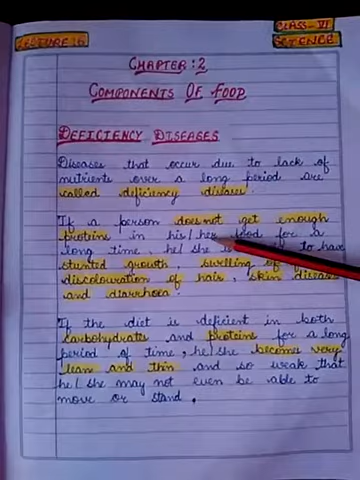 LECTURE 6
CLASS - VI
SCIENCE
CHAPTER : 2
COMPONENTS OF FOOD
DEFICIENCY DISEASES
Diseases that occur due to lack of
nutrients over a long period are
called deficiency disease.
If a person does not get enough
proteins in his/her food for a
long time, he/she is to have
stunted growth swelling of
discolouration of hair, skin disease
and diarrhoea.
If the diet is deficient in both
carbohydrates and proteins for a long
period of time, he/she become very
lean and thin and so weak that
he/she may not even be able to
move or stand.